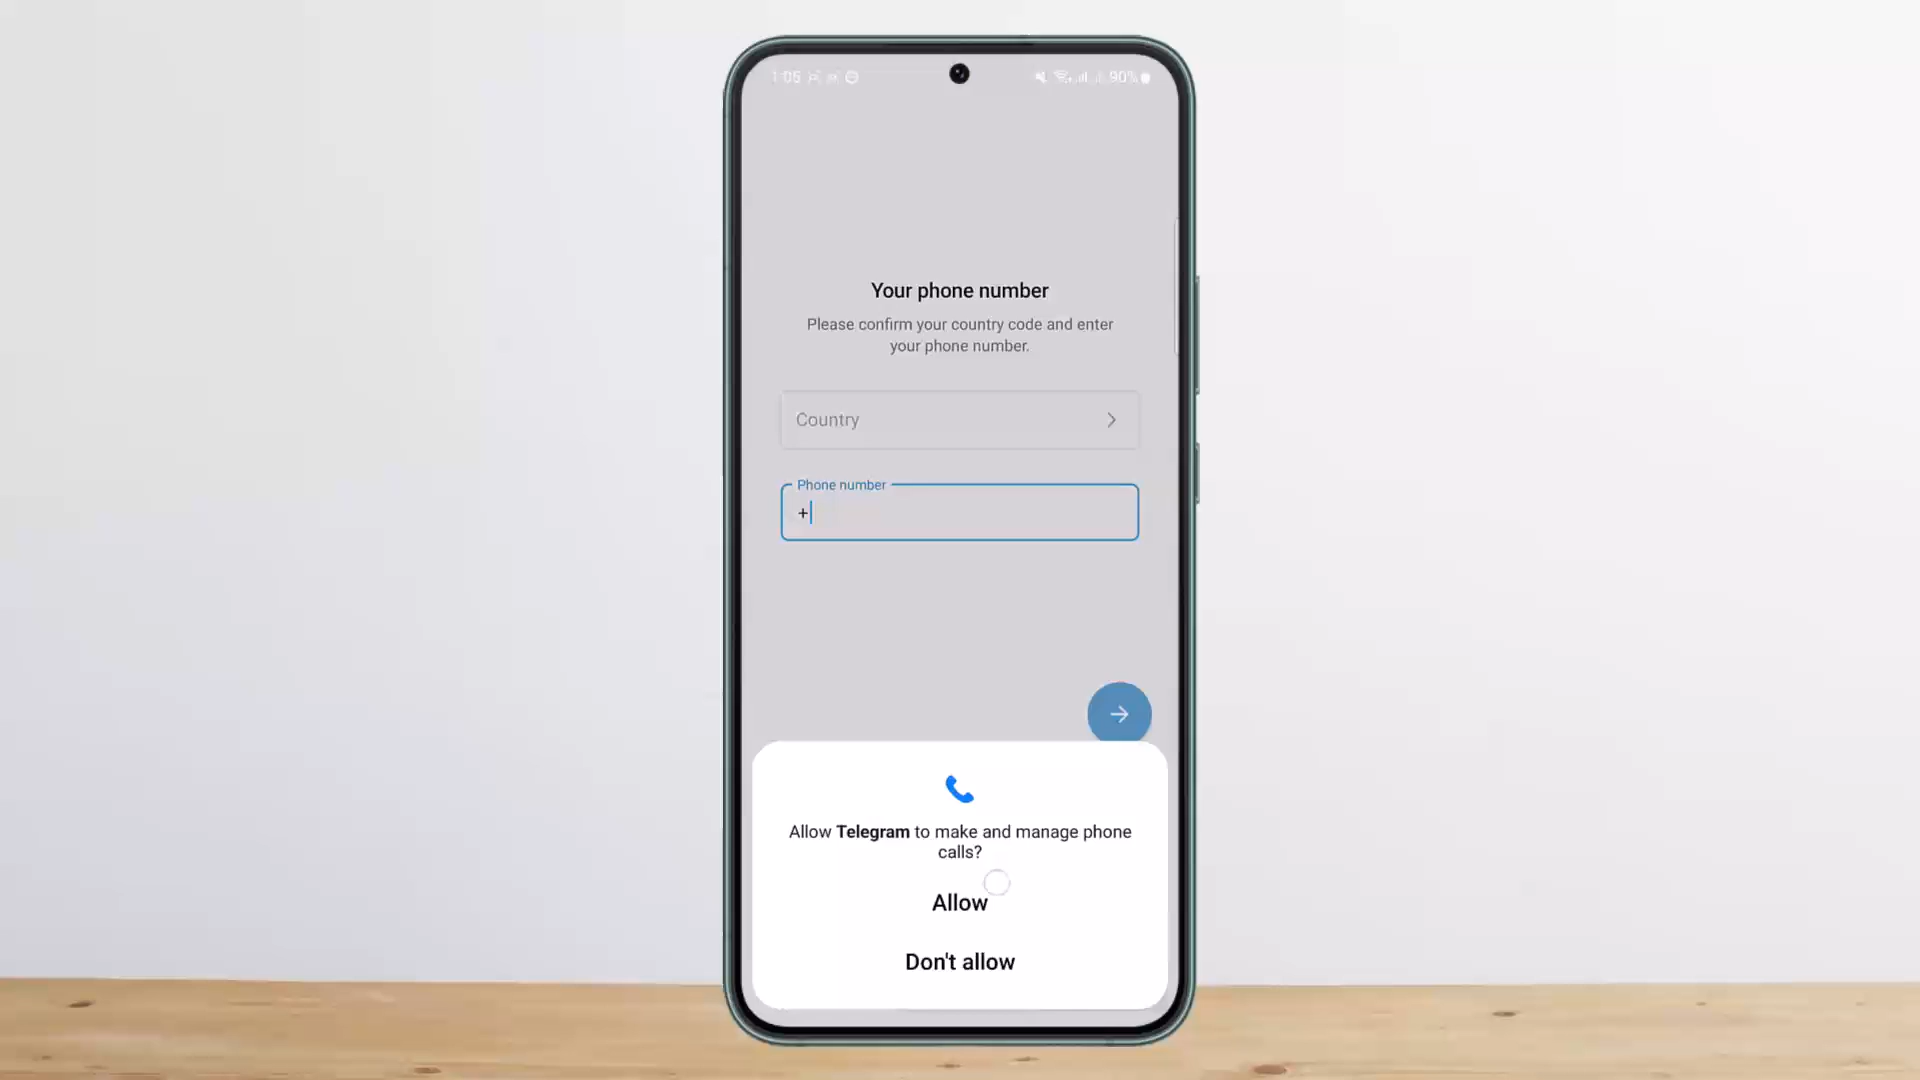 1:05
90%
Your phone number
Please confirm your country code and enter
your phone number.
Country
Phone number
+
Allow Telegram to make and manage phone
calls?
Allow
Don't allow